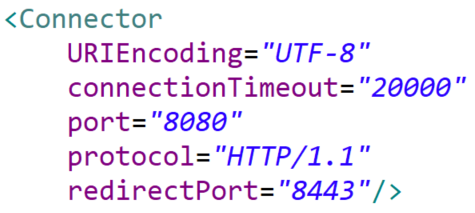 <Connector
URIEncoding="UTF-8"
connectionTimeout="20000"
port="8080"
protocol="HTTP/1.1"
redirectPort="8443"/>